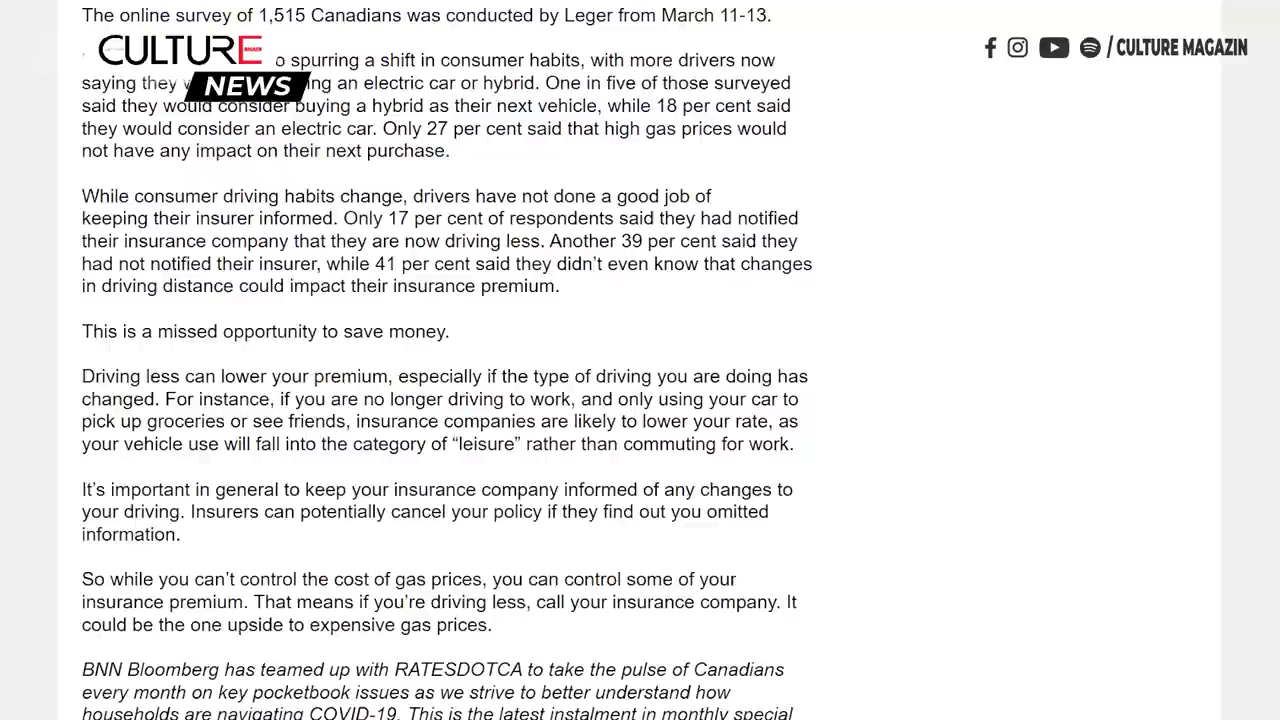 The online survey of 1,515 Canadians was conducted by Leger from March 11-13.
CULTURE
MAGAZIN
NEWS
/CULTURE MAGAZIN
o spurring a shift in consumer habits, with more drivers now
saying they ing an electric car or hybrid. One in five of those surveyed
said they would consider buying a hybrid as their next vehicle, while 18 per cent said
they would consider an electric car. Only 27 per cent said that high gas prices would
not have any impact on their next purchase.
While consumer driving habits change, drivers have not done a good job of
keeping their insurer informed. Only 17 per cent of respondents said they had notified
their insurance company that they are now driving less. Another 39 per cent said they
had not notified their insurer, while 41 per cent said they didn’t even know that changes
in driving distance could impact their insurance premium.
This is a missed opportunity to save money.
Driving less can lower your premium, especially if the type of driving you are doing has
changed. For instance, if you are no longer driving to work, and only using your car to
pick up groceries or see friends, insurance companies are likely to lower your rate, as
your vehicle use will fall into the category of “leisure” rather than commuting for work.
It’s important in general to keep your insurance company informed of any changes to
your driving. Insurers can potentially cancel your policy if they find out you omitted
information.
So while you can’t control the cost of gas prices, you can control some of your
insurance premium. That means if you’re driving less, call your insurance company. It
could be the one upside to expensive gas prices.
BNN Bloomberg has teamed up with RATESDOTCA to take the pulse of Canadians
every month on key pocketbook issues as we strive to better understand how
households are navigating COVID-19. This is the latest instalment in monthly special